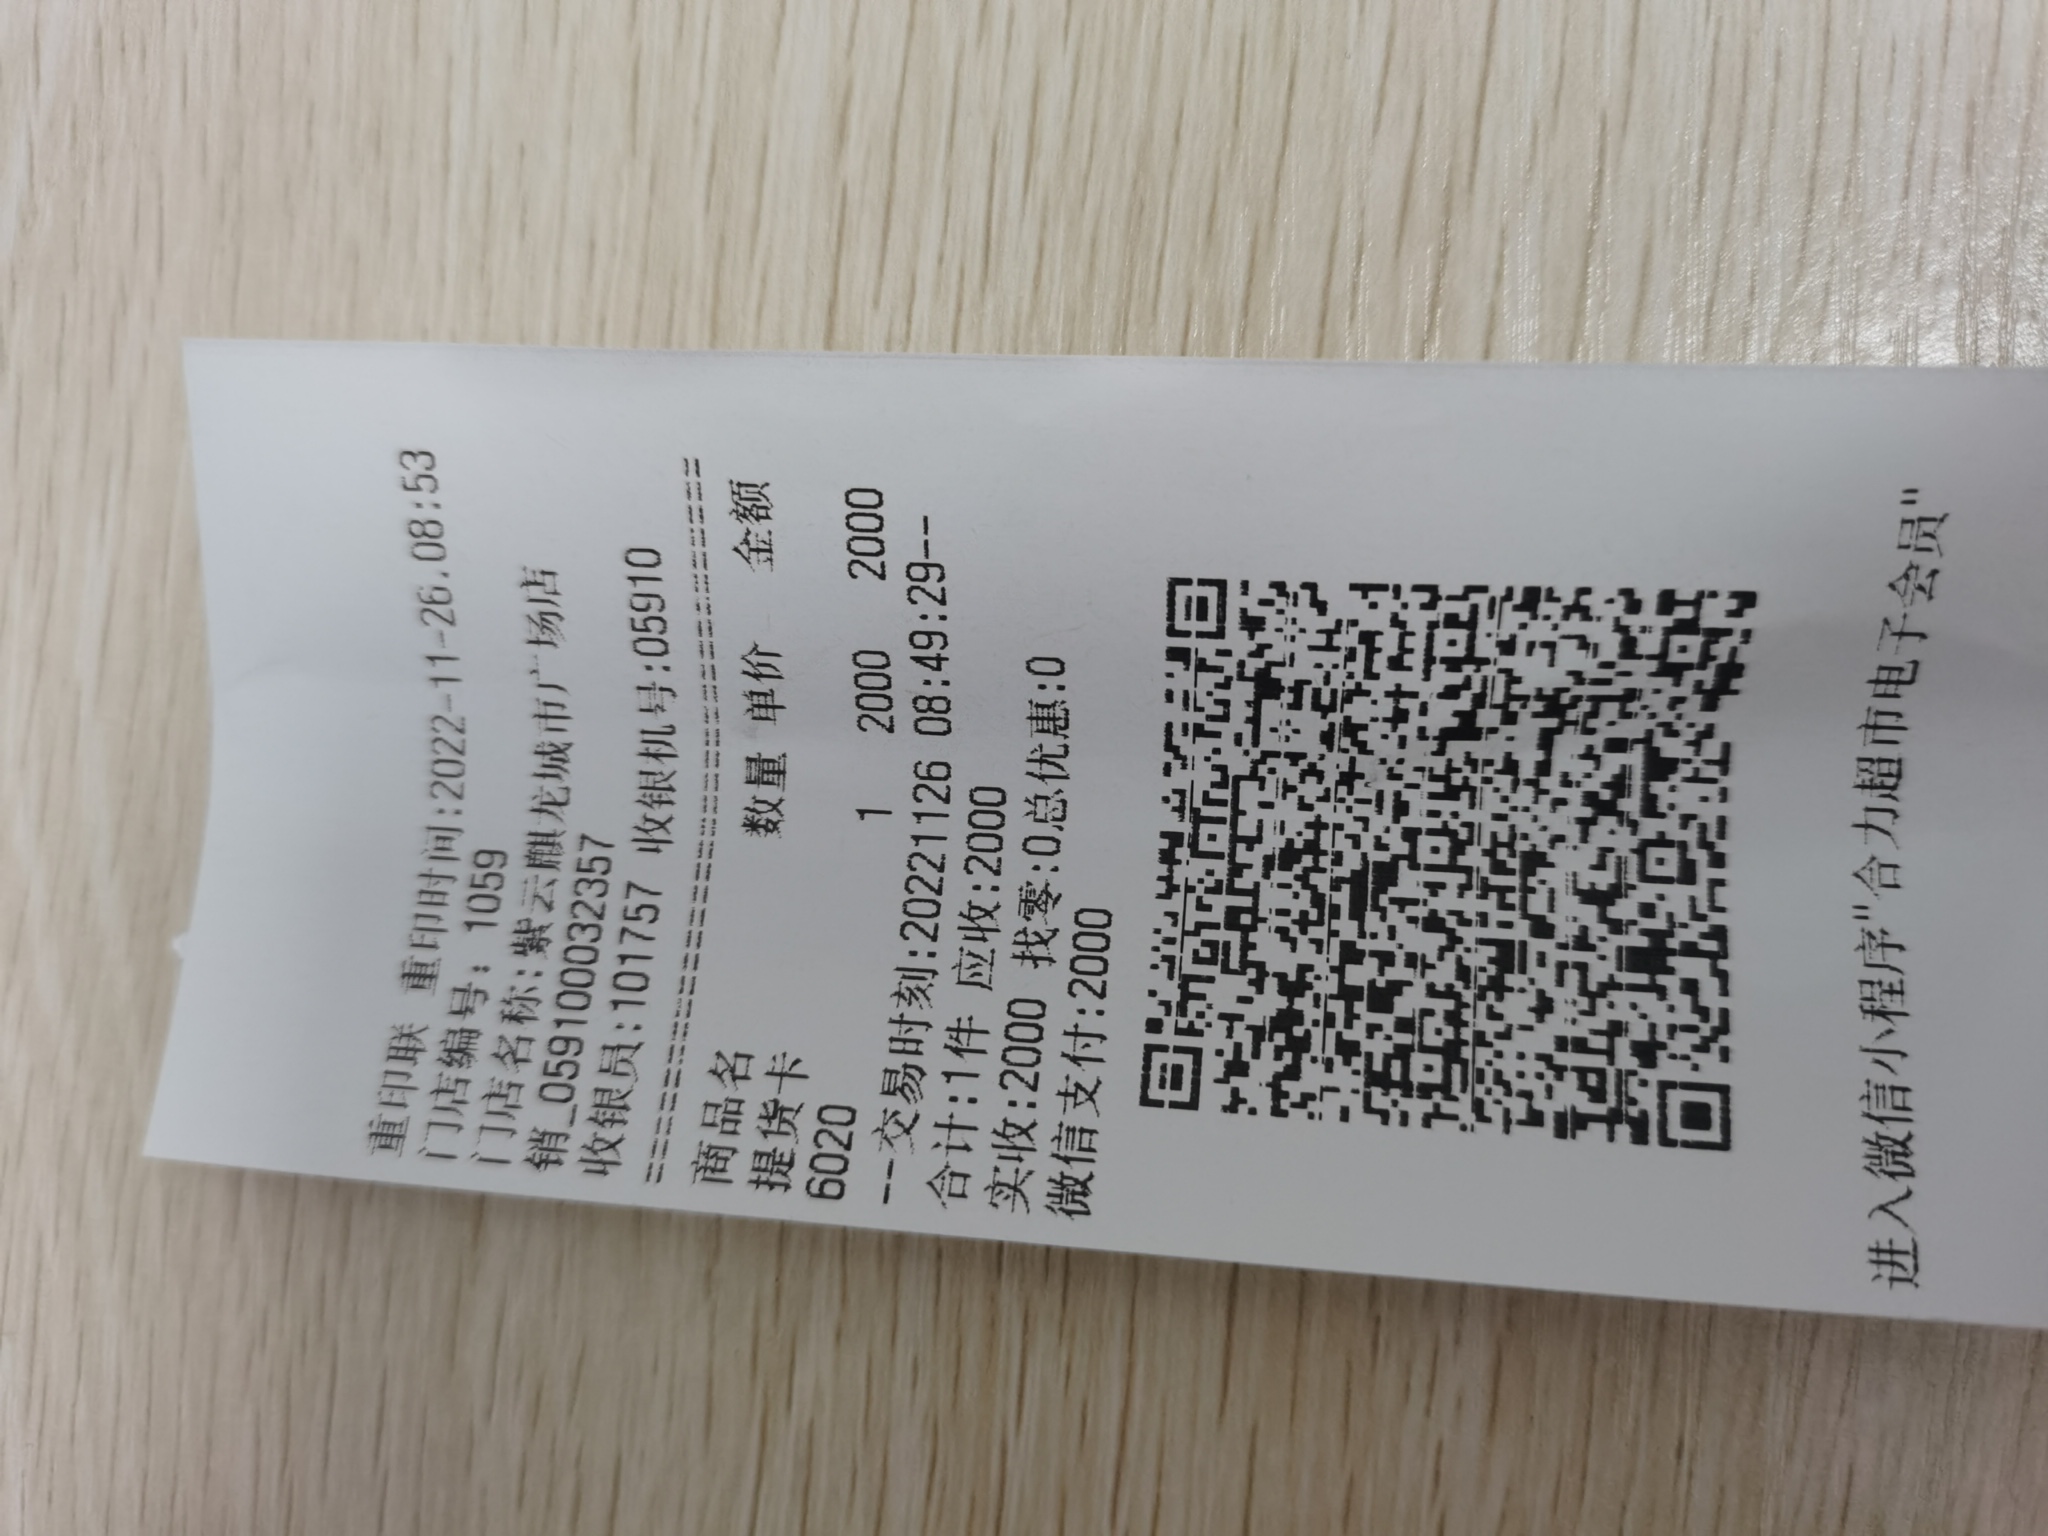 重印联 重印时间:2022-11-26.08:53
门店编号: 1059
门店名称:紫云麒龙城市广场店
销_0591000032357
收银员:101757 收银机号:05910
================================
商品名 数量 单价 金额
提货卡
6020 1 2000 2000
--交易时刻:20221126 08:49:29--
合计:1件 应收:2000
实收:2000 找零:0总优惠:0
微信支付:2000
进入微信小程序"合力超市电子会员"